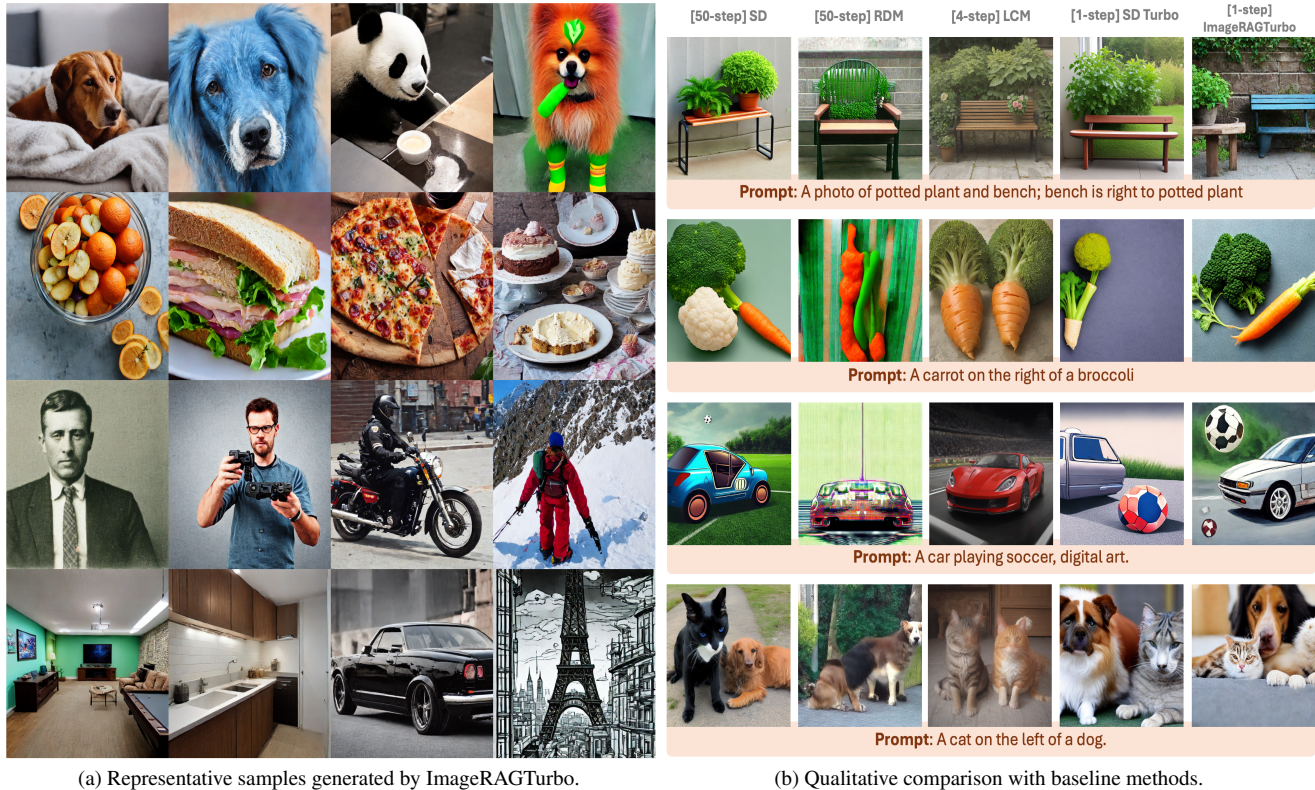 [50-step] SD
[50-step] RDM
[4-step] LCM
[1-step] SD Turbo
[1-step]
ImageRAGTurbo
Prompt: A photo of potted plant and bench; bench is right to potted plant
Prompt: A carrot on the right of a broccoli
Prompt: A car playing soccer, digital art.
Prompt: A cat on the left of a dog.
(a) Representative samples generated by ImageRAGTurbo.
(b) Qualitative comparison with baseline methods.